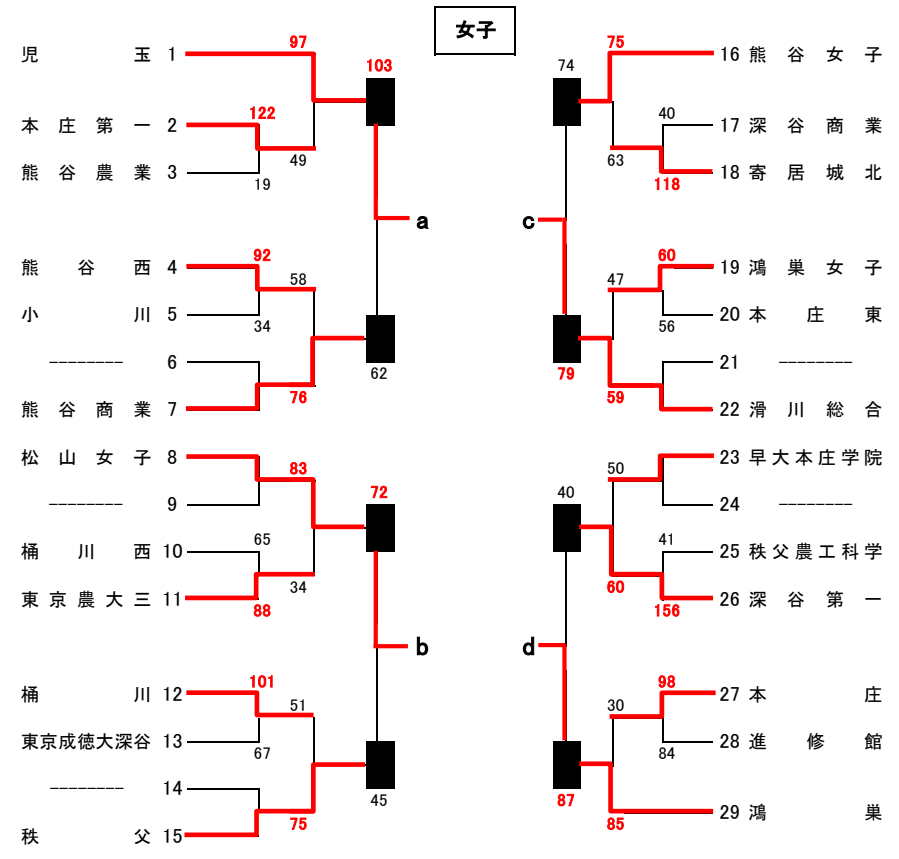 女子
児玉 1
97
103
本庄第一 2
122
49
熊谷農業 3
19
a
熊谷西 4
92
58
小川 5
34
-------- 6
62
熊谷商業 7
76
松山女子 8
83
72
-------- 9
桶川西 10
65
34
東京農大三 11
88
b
桶川 12
101
51
東京成徳大深谷 13
67
-------- 14
45
秩父 15
75
74
75
16 熊谷女子
40
17 深谷商業
63
118
18 寄居城北
c
47
60
19 鴻巣女子
56
20 本庄東
21 --------
79
59
22 滑川総合
40
50
23 早大本庄学院
24 --------
41
25 秩父農工科学
60
156
26 深谷第一
d
30
98
27 本庄
84
28 進修館
87
85
29 鴻巣